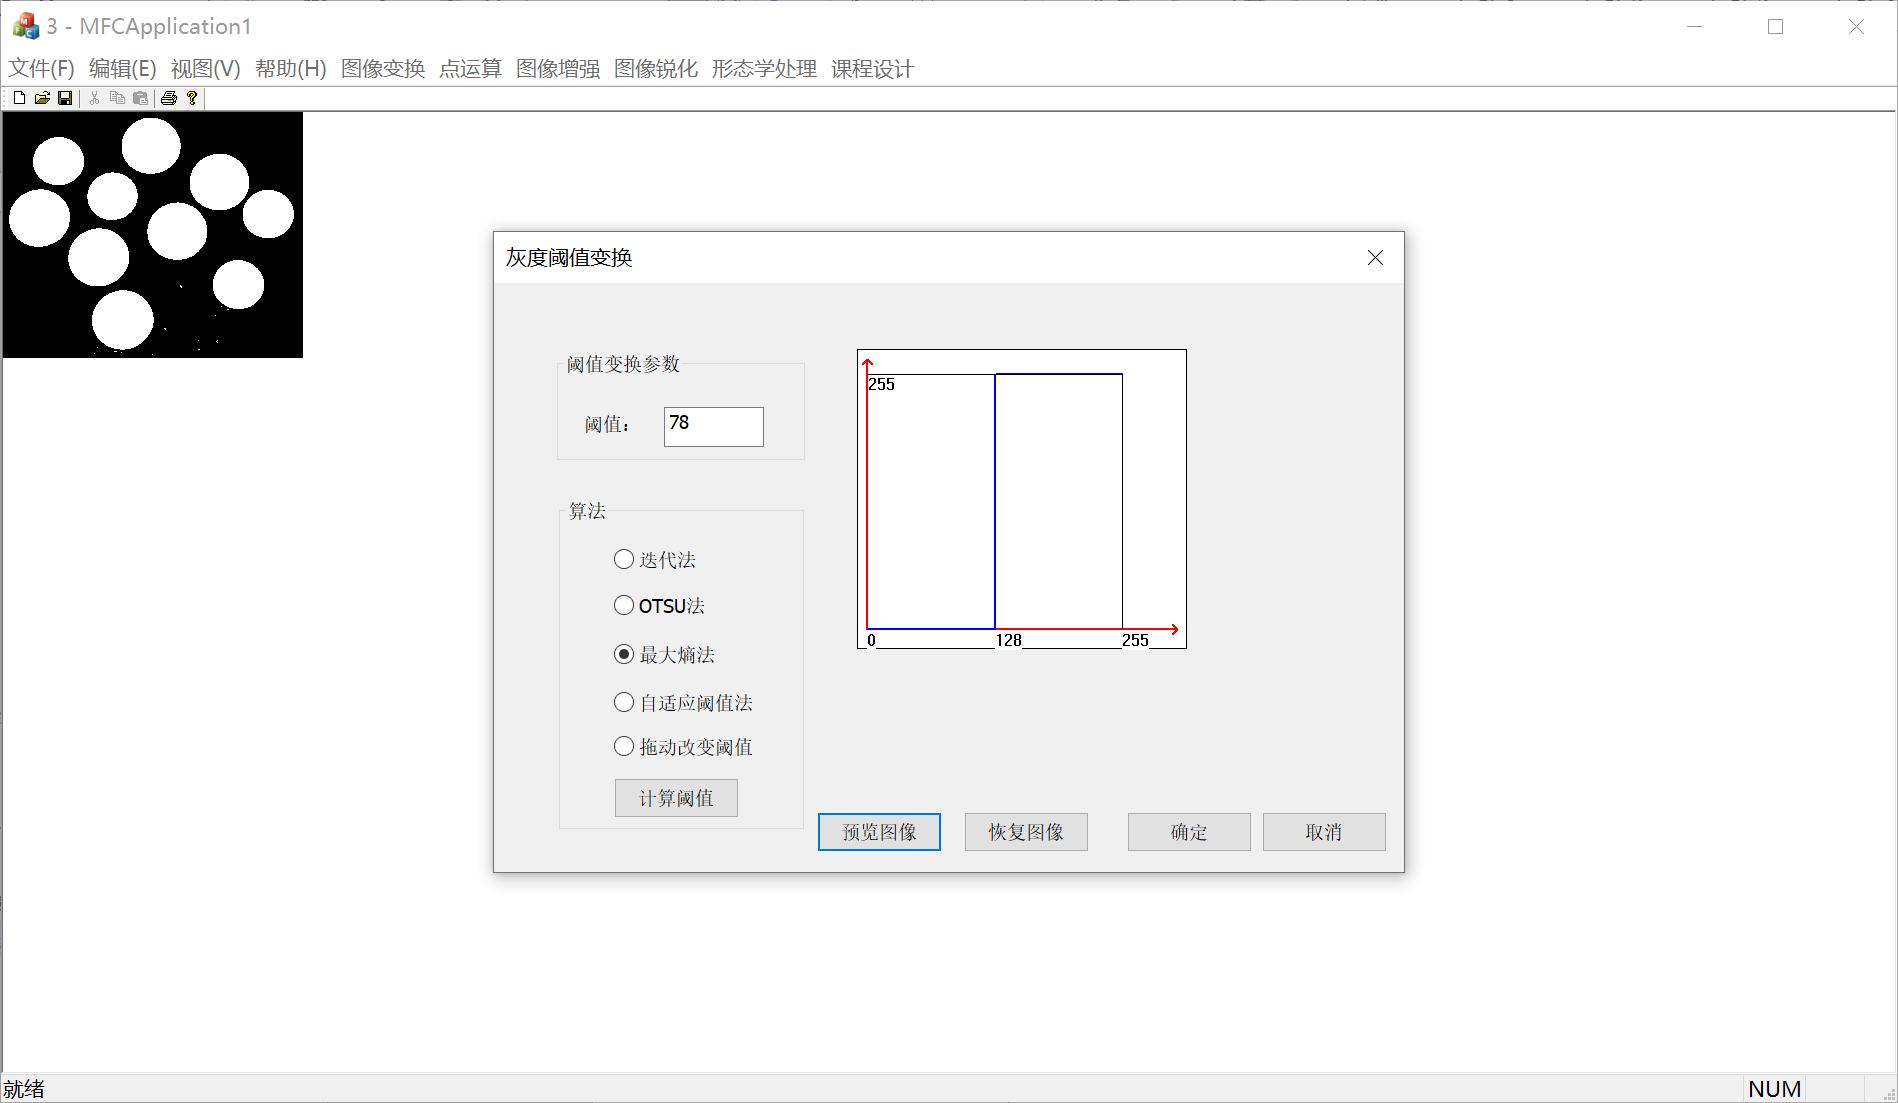 3 - MFCApplication1
文件(F) 编辑(E) 视图(V) 帮助(H) 图像变换 点运算 图像增强 图像锐化 形态学处理 课程设计
灰度阈值变换
阈值变换参数
阈值： 78
255
0 128 255
算法
迭代法
OTSU法
最大熵法
自适应阈值法
拖动改变阈值
计算阈值
预览图像 恢复图像 确定 取消
就绪 NUM